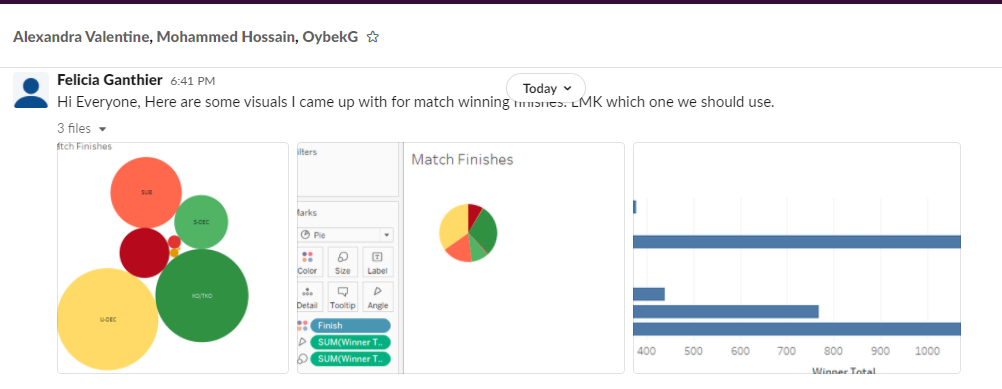 Alexandra Valentine, Mohammed Hossain, OybekG
Felicia Ganthier 6:41 PM
Today
Hi Everyone, Here are some visuals I came up with for match winning finishes. LMK which one we should use.
3 files
tch Finishes
SUB
S-DEC
KO/TKO
U-DEC
ilters
Marks
Pie
Color Size Label
Detail Tooltip Angle
Finish
SUM(Winner T..
SUM(Winner T..
Match Finishes
400 500 600 700 800 900 1000
Winner Total